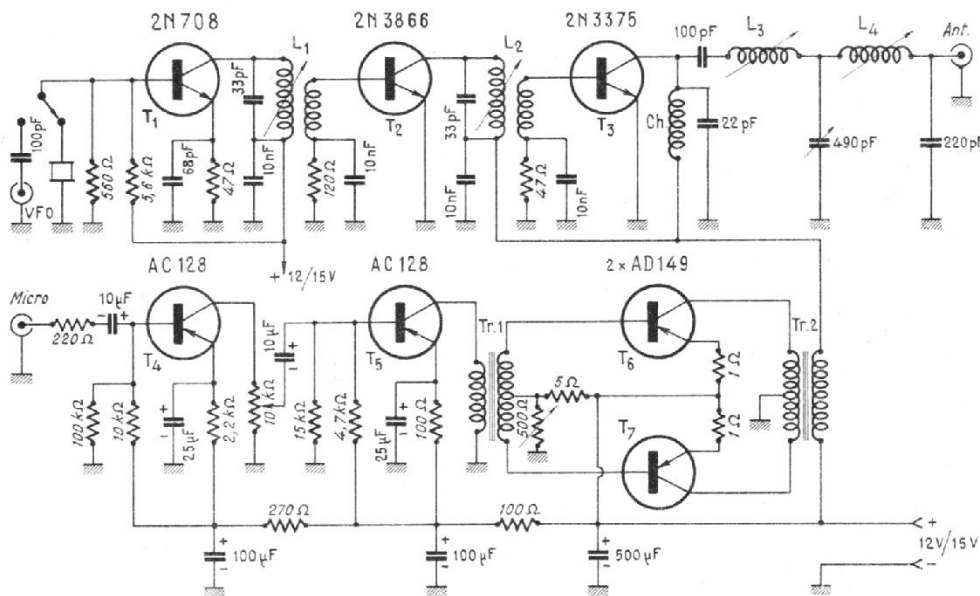 2N708
2N3866
2N3375
L1
L2
100pF
L3
L4
Ant.
T1
T2
T3
33pF
33pF
Ch
22pF
490pF
220pF
100pF
VFO
560Ω
5,6kΩ
68pF
47Ω
10nF
120Ω
10nF
10nF
47Ω
10nF
+ 12/15V
AC128
AC128
2×AD149
Micro
10µF
- +
220Ω
T4
10µF
+
-
T5
Tr.1
T6
Tr.2
1Ω
5Ω
500Ω
1Ω
T7
100kΩ
10kΩ
+
-
25µF
2,2kΩ
10kΩ
15kΩ
4,7kΩ
+
-
25µF
100Ω
270Ω
100Ω
+
-
100µF
+
-
100µF
+
-
500µF
+
12V/15V
-